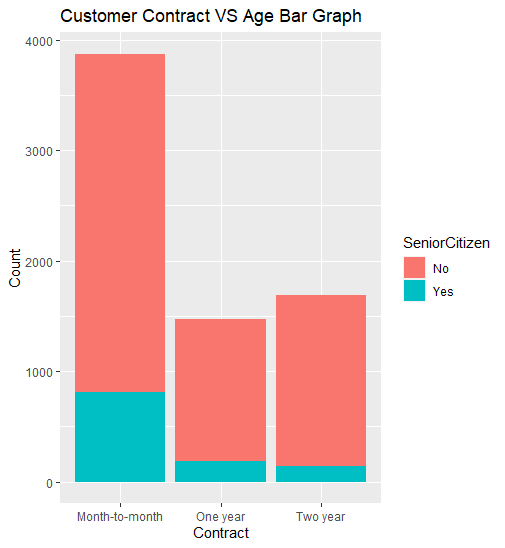 Customer Contract VS Age Bar Graph
4000
3000
2000
1000
0
Count
Month-to-month One year Two year
Contract
SeniorCitizen
No
Yes